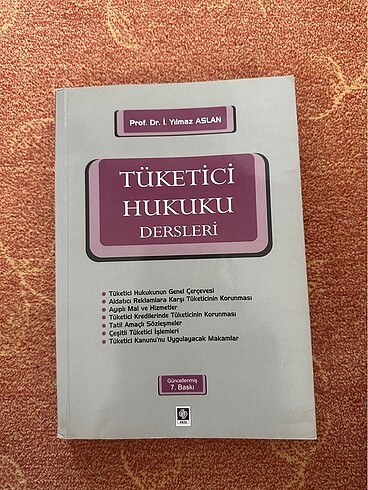 Prof. Dr. İ. Yılmaz ASLAN
TÜKETİCİ
HUKUKU
DERSLERİ
Tüketici Hukukunun Genel Çerçevesi
Aldatıcı Reklamlara Karşı Tüketicinin Korunması
Ayıplı Mal ve Hizmetler
Tüketici Kredilerinde Tüketicinin Korunması
Tatil Amaçlı Sözleşmeler
Çeşitli Tüketici İşlemleri
Tüketici Kanunu'nu Uygulayacak Makamlar
Güncellenmiş
7. Baskı
EKİN